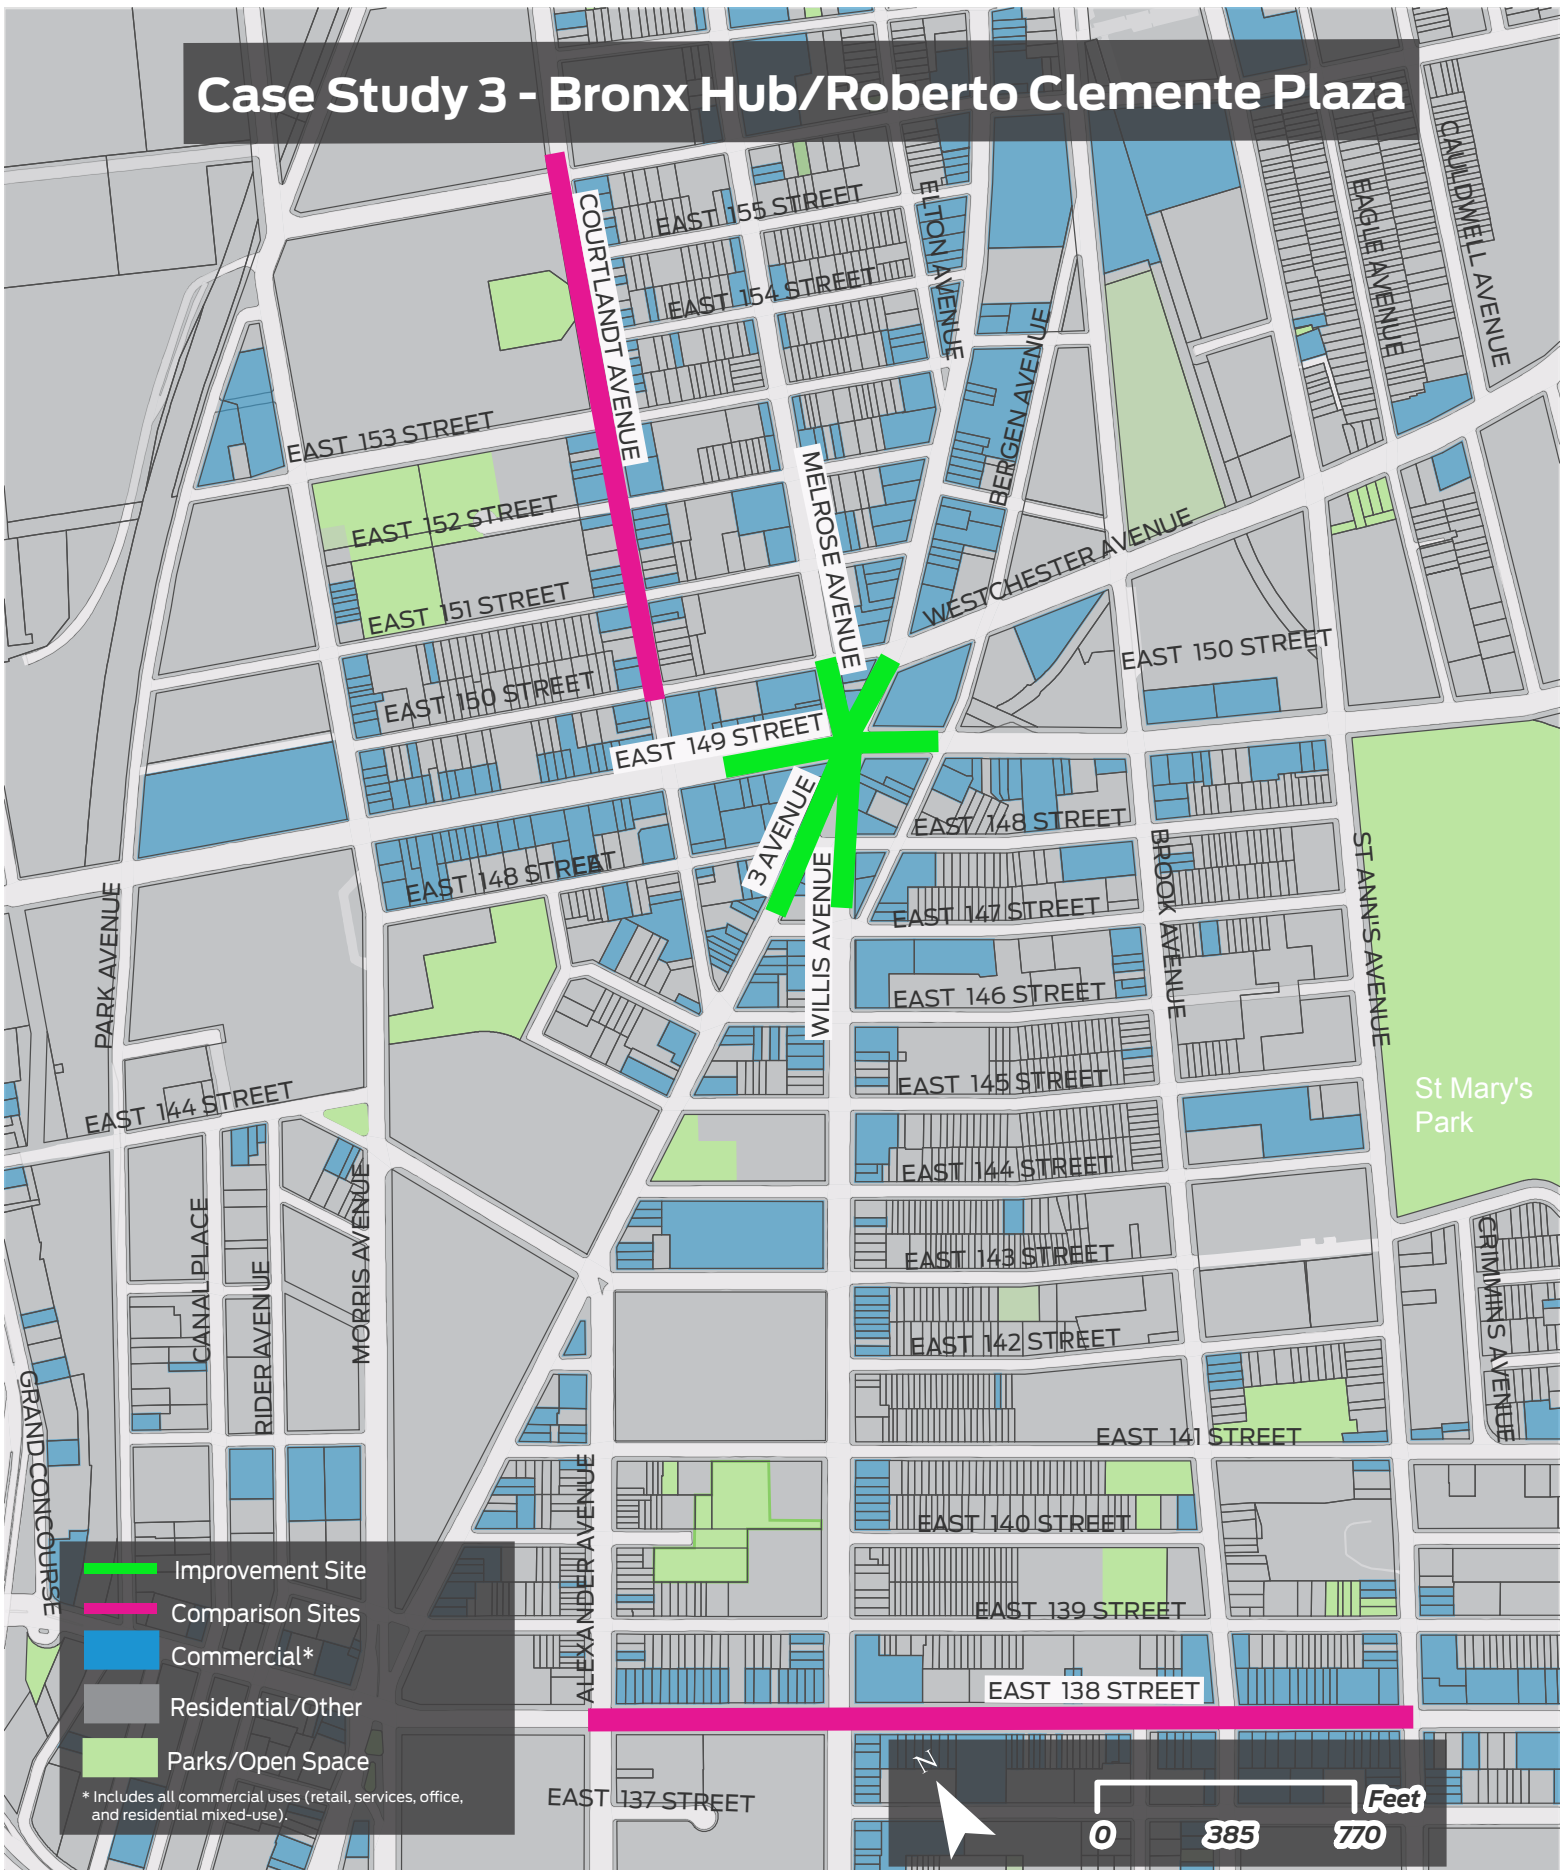 Case Study 3 - Bronx Hub/Roberto Clemente Plaza
CAULDWELL AVENUE
EAGLE AVENUE
ELTON AVENUE
COURTLANDT AVENUE
EAST 155 STREET
EAST 154 STREET
BERGEN AVENUE
EAST 153 STREET
MELROSE AVENUE
EAST 152 STREET
WESTCHESTER AVENUE
EAST 151 STREET
EAST 150 STREET
EAST 150 STREET
EAST 149 STREET
3 AVENUE
EAST 148 STREET
BROOK AVENUE
ST ANN'S AVENUE
EAST 148 STREAT
WILLIS AVENUE
PARK AVENUE
EAST 147 STREET
EAST 146 STREET
EAST 145 STREET
St Mary's
Park
EAST 144 STREET
EAST 144 STREET
MORRIS AVENUE
CANAL PLACE
RIDER AVENUE
EAST 143 STREET
CRIMMINS AVENUE
EAST 142 STREET
GRAND CONCOURSE
EAST 141 STREET
ALEXANDER AVENUE
EAST 140 STREET
EAST 139 STREET
EAST 138 STREET
EAST 137 STREET
Improvement Site
Comparison Sites
Commercial*
Residential/Other
Parks/Open Space
* Includes all commercial uses (retail, services, office,
and residential mixed-use).
N
Feet
0 385 770